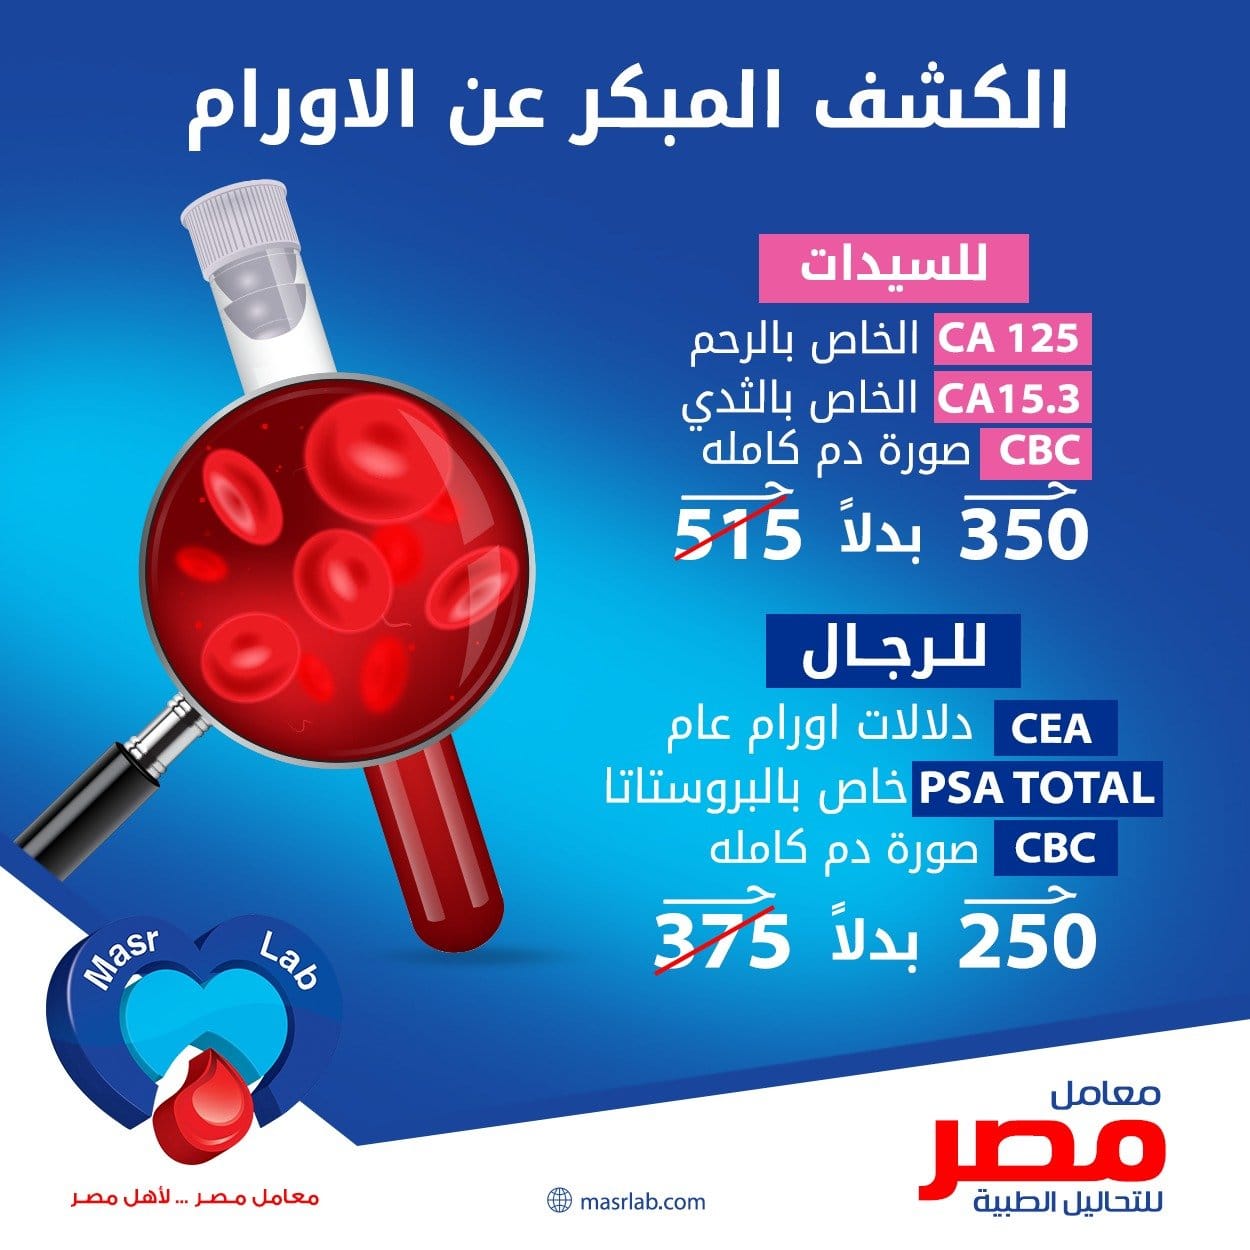 الكشف المبكر عن الاورام
للسيدات
CA 125 الخاص بالرحم
CA15.3 الخاص بالثدي
CBC صورة دم كامله
350 بدلاً 515
للرجال
CEA دلالات اورام عام
PSA TOTAL خاص بالبروستاتا
CBC صورة دم كامله
250 بدلاً 375
Masr Lab
معامل مصر ... لأهل مصر
masrlab.com
معامل
مصر
للتحاليل الطبية